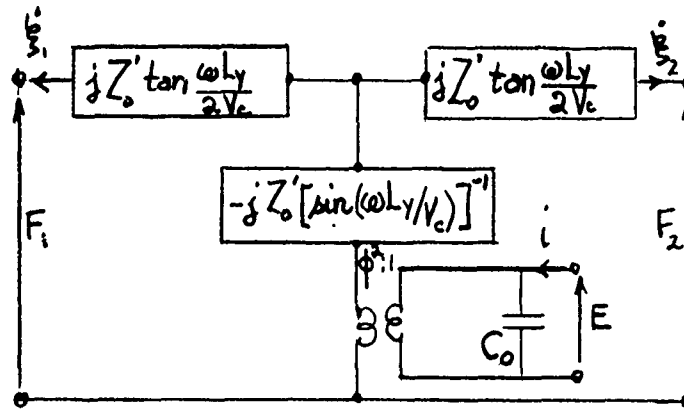 ξ̇₁
ξ̇₂
jZ₀'tan ωLy/2Vc
jZ₀'tan ωLy/2Vc
-jZ₀'[sin(ωLy/Vc)]⁻¹
F₁
F₂
ϕ²:1
i
E
C₀